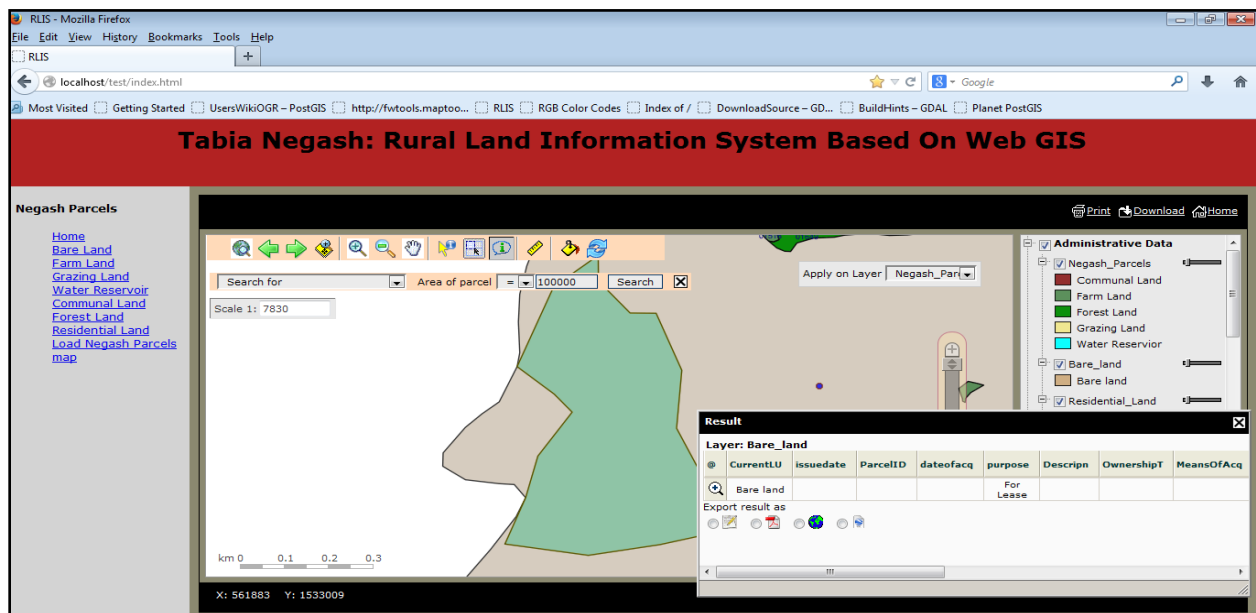 RLIS - Mozilla Firefox
File Edit View History Bookmarks Tools Help
RLIS
localhost/test/index.html
Google
Most Visited Getting Started UsersWikiOGR – PostGIS http://fwtools.maptoo... RLIS RGB Color Codes Index of / DownloadSource – GD... BuildHints – GDAL Planet PostGIS
Tabia Negash: Rural Land Information System Based On Web GIS
Negash Parcels
Home
Bare Land
Farm Land
Grazing Land
Water Reservoir
Communal Land
Forest Land
Residential Land
Load Negash Parcels
map
Print Download Home
Search for Area of parcel = 100000 Search
Scale 1: 7830
Apply on Layer Negash_Par
Administrative Data
Negash_Parcels
Communal Land
Farm Land
Forest Land
Grazing Land
Water Reservior
Bare_land
Bare land
Residential_Land
Result
Layer: Bare_land
@ CurrentLU issuedate ParcelID dateofacq purpose Descripn OwnershipT MeansOfAcq
Bare land For
Lease
Export result as
km 0 0.1 0.2 0.3
X: 561883 Y: 1533009